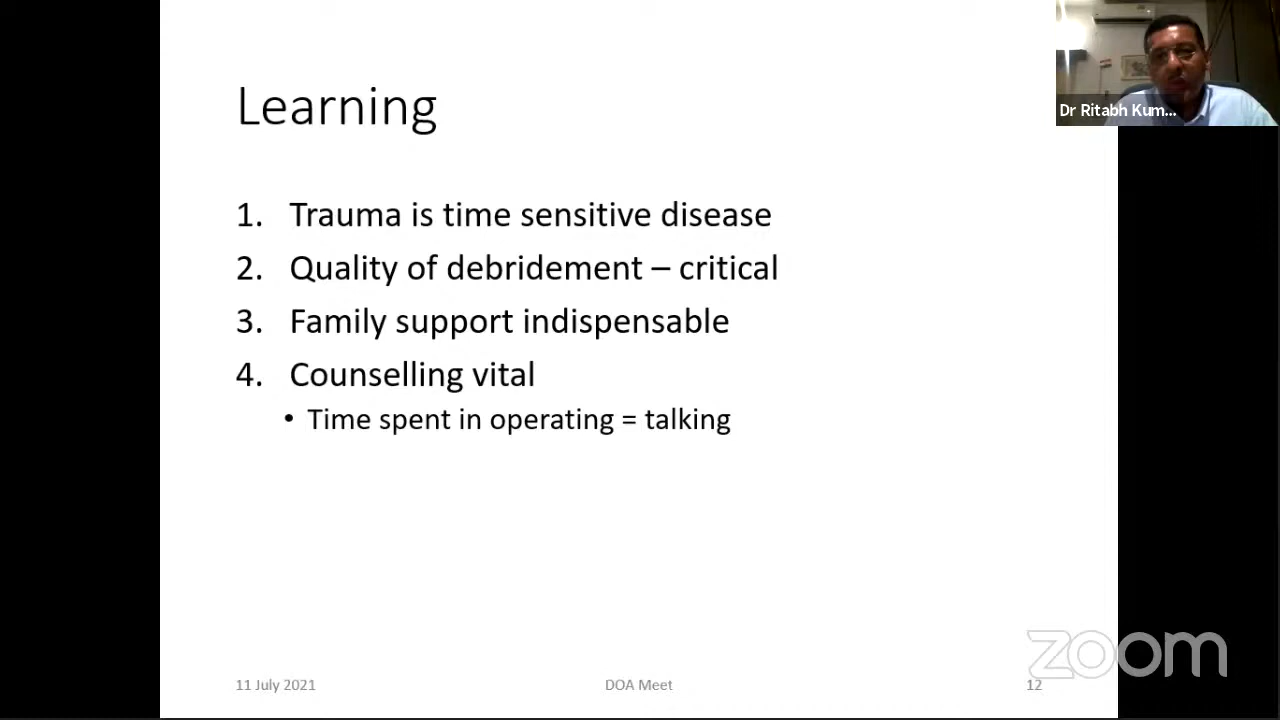 Learning
1. Trauma is time sensitive disease
2. Quality of debridement – critical
3. Family support indispensable
4. Counselling vital
• Time spent in operating = talking
Dr Ritabh Kum...
zoom
11 July 2021
DOA Meet
12